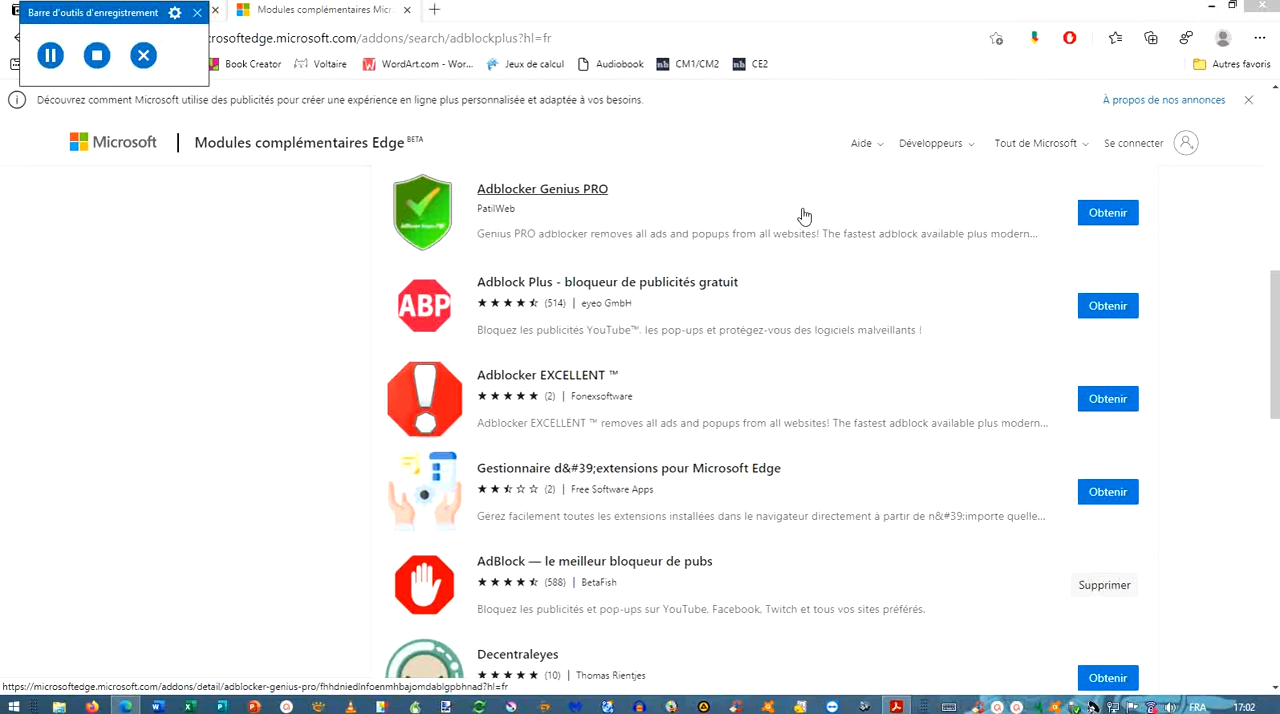 Barre d'outils d'enregistrement
Modules complémentaires Micr
rosoftedge.microsoft.com/addons/search/adblockplus?hl=fr
Book Creator
Voltaire
WordArt.com - Wor...
Jeux de calcul
Audiobook
CM1/CM2
CE2
Autres favoris
Découvrez comment Microsoft utilise des publicités pour créer une expérience en ligne plus personnalisée et adaptée à vos besoins.
À propos de nos annonces
Microsoft
Modules complémentaires Edge BETA
Aide
Développeurs
Tout de Microsoft
Se connecter
Adblocker Genius PRO
PatilWeb
Obtenir
Genius PRO adblocker removes all ads and popups from all websites! The fastest adblock available plus modern...
ABP
Adblock Plus - bloqueur de publicités gratuit
(514) | eyeo GmbH
Obtenir
Bloquez les publicités YouTube™, les pop-ups et protégez-vous des logiciels malveillants !
Adblocker EXCELLENT ™
(2) | Fonexsoftware
Obtenir
Adblocker EXCELLENT ™ removes all ads and popups from all websites! The fastest adblock available plus modern...
Gestionnaire d&#39;extensions pour Microsoft Edge
(2) | Free Software Apps
Obtenir
Gérez facilement toutes les extensions installées dans le navigateur directement à partir de n&#39;importe quelle...
AdBlock — le meilleur bloqueur de pubs
(588) | BetaFish
Supprimer
Bloquez les publicités et pop-ups sur YouTube, Facebook, Twitch et tous vos sites préférés.
Decentraleyes
(10) | Thomas Rientjes
Obtenir
FRA
17:02